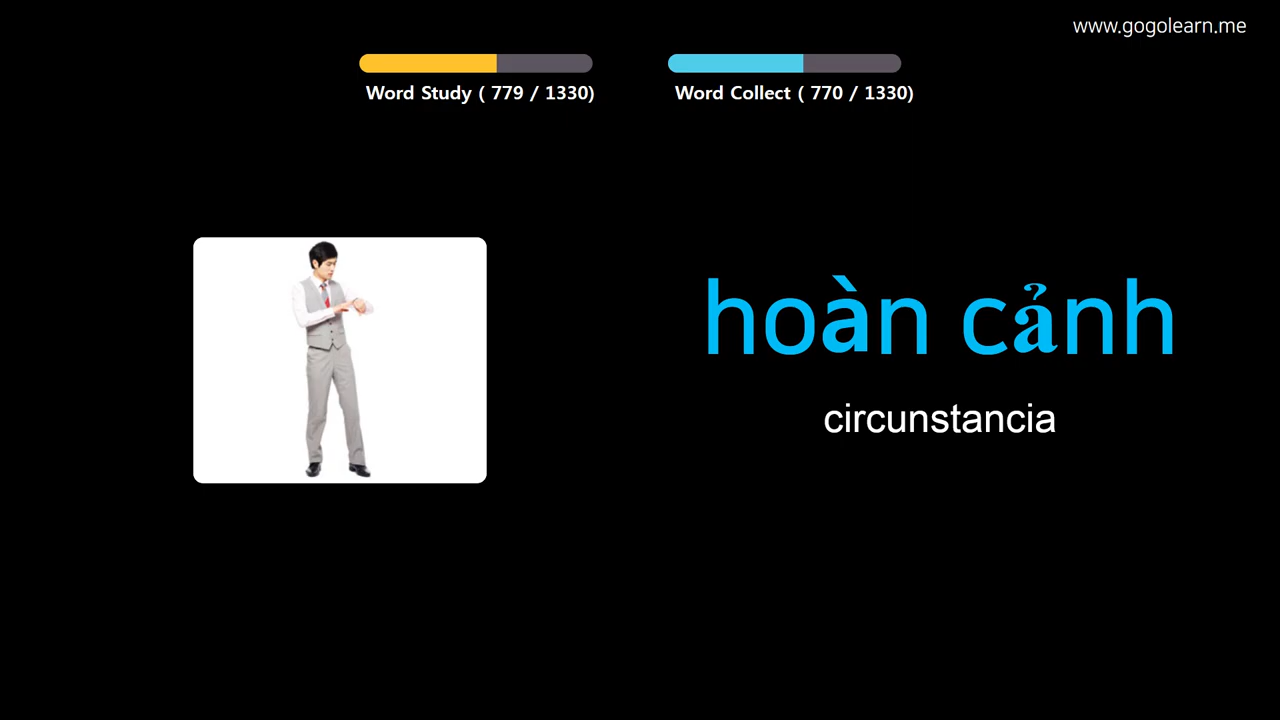 www.gogolearn.me
Word Study ( 779 / 1330)
Word Collect ( 770 / 1330)
hoàn cảnh
circunstancia